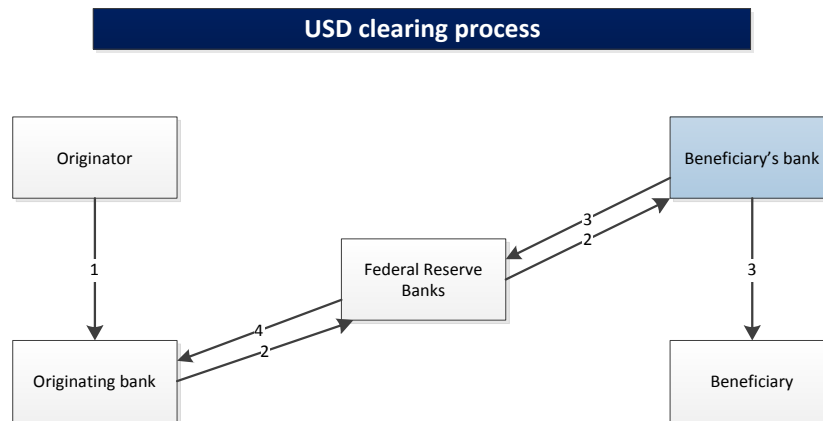 USD clearing process
Originator
Beneficiary’s bank
3
2
1
Federal Reserve
Banks
3
4
2
Originating bank
Beneficiary